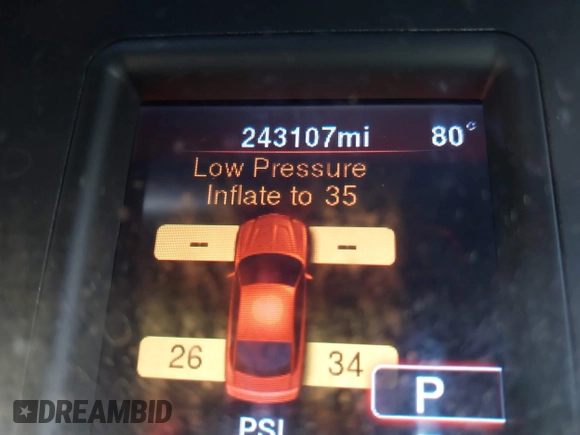 243107mi 80°
Low Pressure
Inflate to 35
- -
26 34
P
PSI
DREAMBID